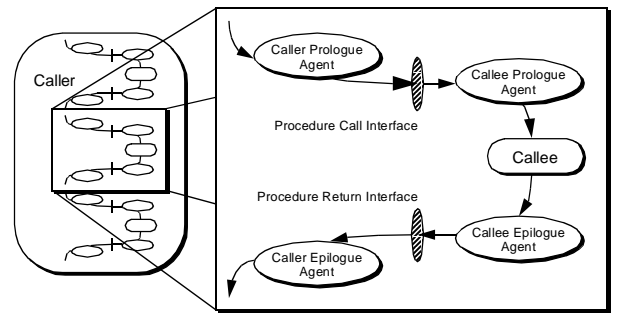 Caller
Caller Prologue
Agent
Callee Prologue
Agent
Procedure Call Interface
Callee
Procedure Return Interface
Callee Epilogue
Agent
Caller Epilogue
Agent